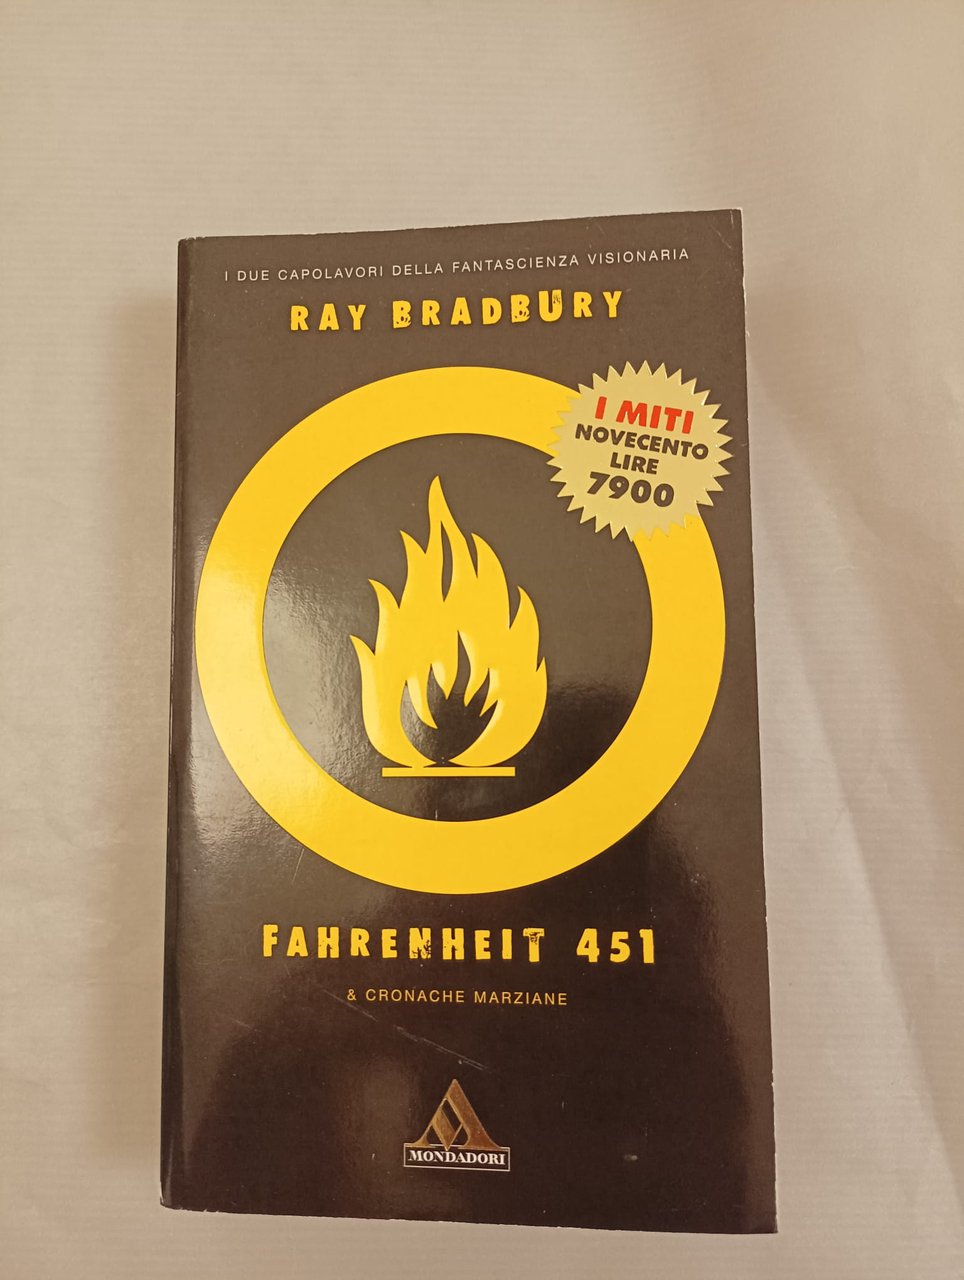 I DUE CAPOLAVORI DELLA FANTASCIENZA VISIONARIA
RAY BRADBURY
I MITI
NOVECENTO
LIRE
7900
FAHRENHEIT 451
& CRONACHE MARZIANE
MONDADORI